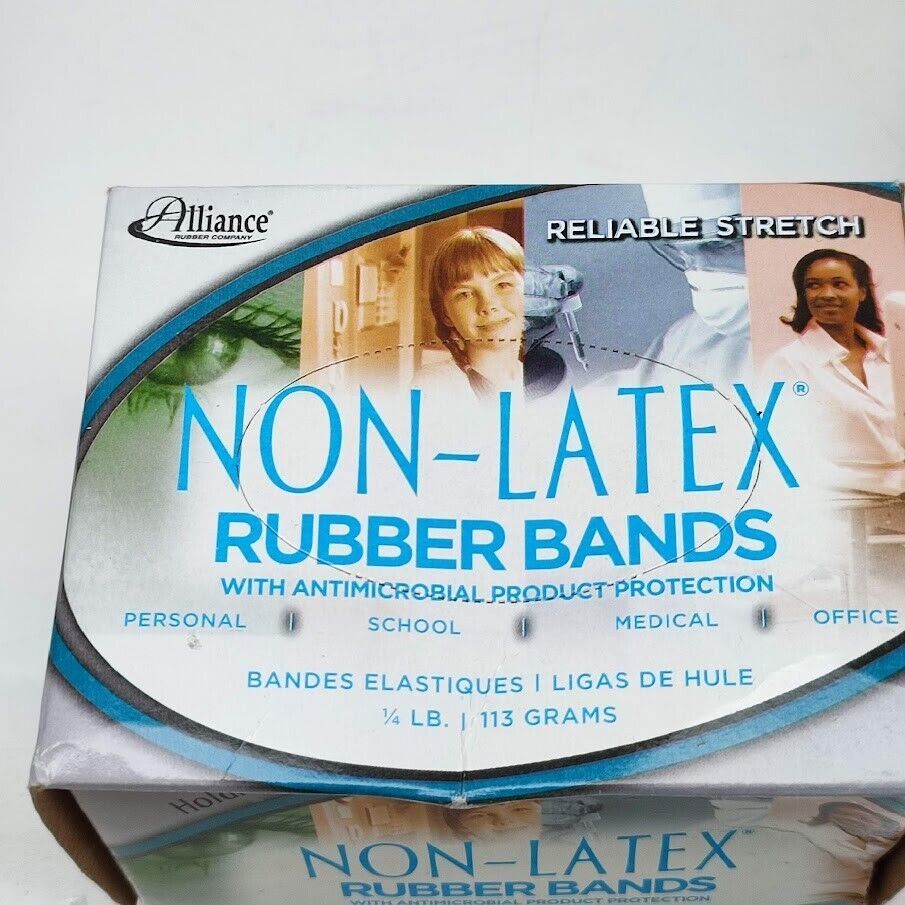 Alliance®
RUBBER COMPANY
RELIABLE STRETCH
NON-LATEX®
RUBBER BANDS
WITH ANTIMICROBIAL PRODUCT PROTECTION
PERSONAL | SCHOOL | MEDICAL | OFFICE
BANDES ELASTIQUES | LIGAS DE HULE
¼ LB. | 113 GRAMS
NON-LATEX®
RUBBER BANDS
WITH ANTIMICROBIAL PRODUCT PROTECTION